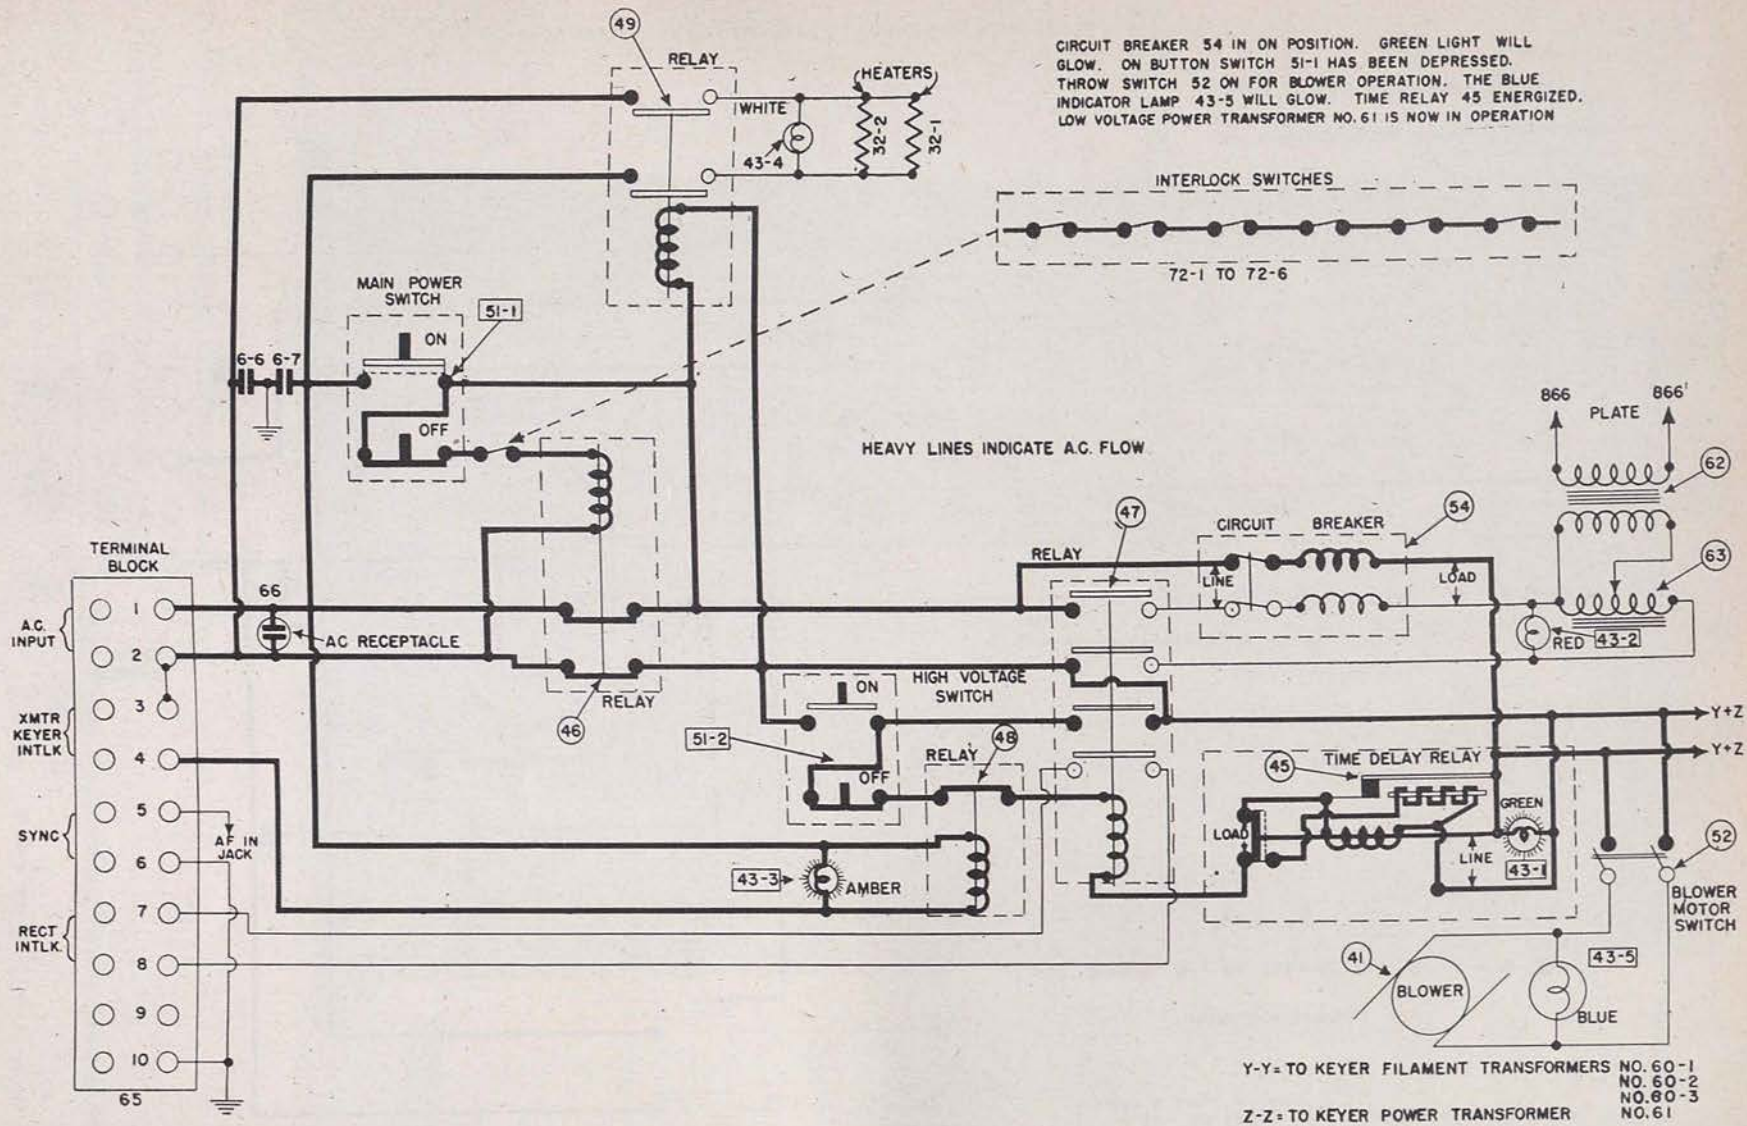 49
RELAY
HEATERS
WHITE
43-4
32-2
32-1
CIRCUIT BREAKER 54 IN ON POSITION. GREEN LIGHT WILL
GLOW. ON BUTTON SWITCH 51-1 HAS BEEN DEPRESSED.
THROW SWITCH 52 ON FOR BLOWER OPERATION. THE BLUE
INDICATOR LAMP 43-5 WILL GLOW. TIME RELAY 45 ENERGIZED.
LOW VOLTAGE POWER TRANSFORMER NO. 61 IS NOW IN OPERATION
INTERLOCK SWITCHES
72-1 TO 72-6
MAIN POWER
SWITCH
51-1
ON
6-6 6-7
OFF
HEAVY LINES INDICATE A.C. FLOW
866 866'
PLATE
62
63
47
CIRCUIT BREAKER
54
RELAY
LINE
LOAD
RED 43-2
TERMINAL
BLOCK
A.C.
INPUT
1
2
66
AC RECEPTACLE
XMTR
KEYER
INTLK
3
4
SYNC
5
6
AF IN
JACK
RECT
INTLK.
7
8
9
10
65
RELAY
46
HIGH VOLTAGE
SWITCH
ON
51-2
OFF
RELAY
48
43-3
AMBER
Y+Z
Y+Z
TIME DELAY RELAY
45
LOAD
LINE
GREEN
43-1
52
BLOWER
MOTOR
SWITCH
41
BLOWER
43-5
BLUE
Y-Y= TO KEYER FILAMENT TRANSFORMERS NO. 60-1
NO. 60-2
NO. 60-3
Z-Z= TO KEYER POWER TRANSFORMER NO. 61